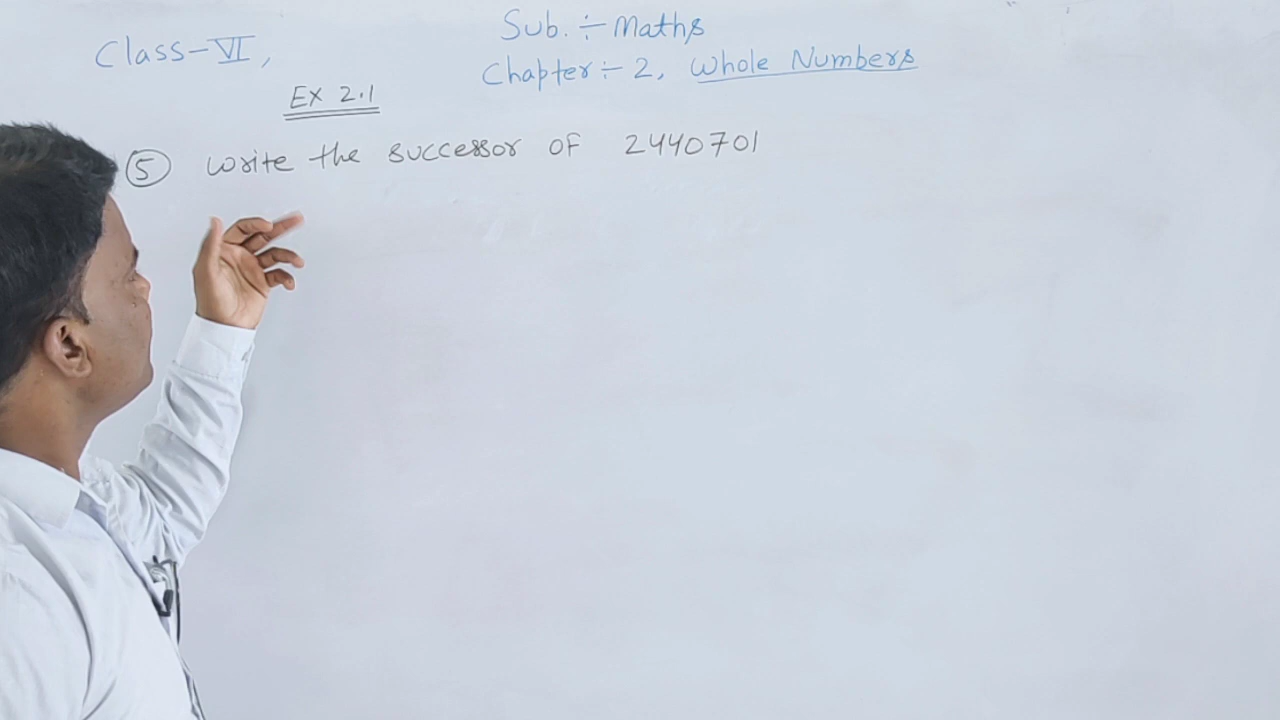 Class-VI,
Sub. :- Maths
Chapter :- 2, Whole Numbers
Ex 2.1
(5) Write the successor of 2440701